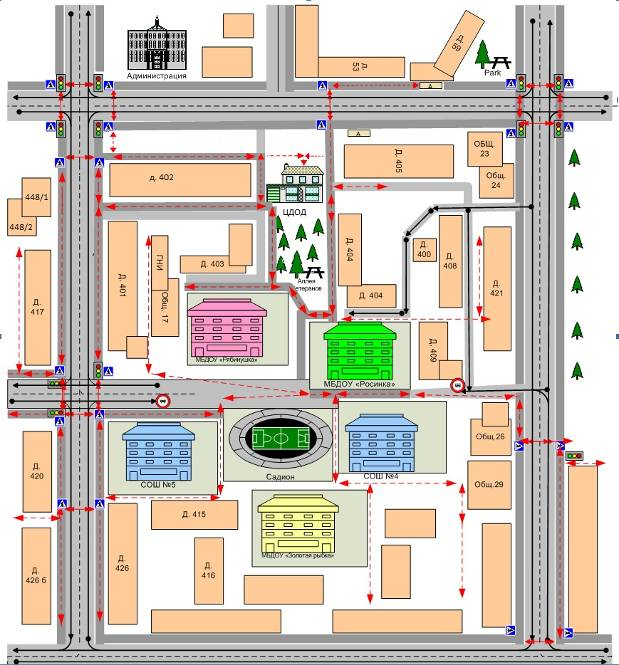 Администрация
Д. 53
Д. 59
Park
A
A
Д. 402
ЦДОД
Д. 405
ОБЩ. 23
Общ. 24
448/1
448/2
Д. 417
Д. 401
ГНИ
Общ. 17
Д. 403
Аллея
Ветеранов
Д. 404
Д. 404
Д. 400
Д. 408
Д. 421
Д. 409
МБДОУ «Рябинушка»
МБДОУ «Росинка»
Д. 420
СОШ №5
Садион
СОШ №4
Общ.26
Общ.29
Д. 415
МБДОУ «Золотая рыбка»
Д. 426 б
Д. 426
Д. 416